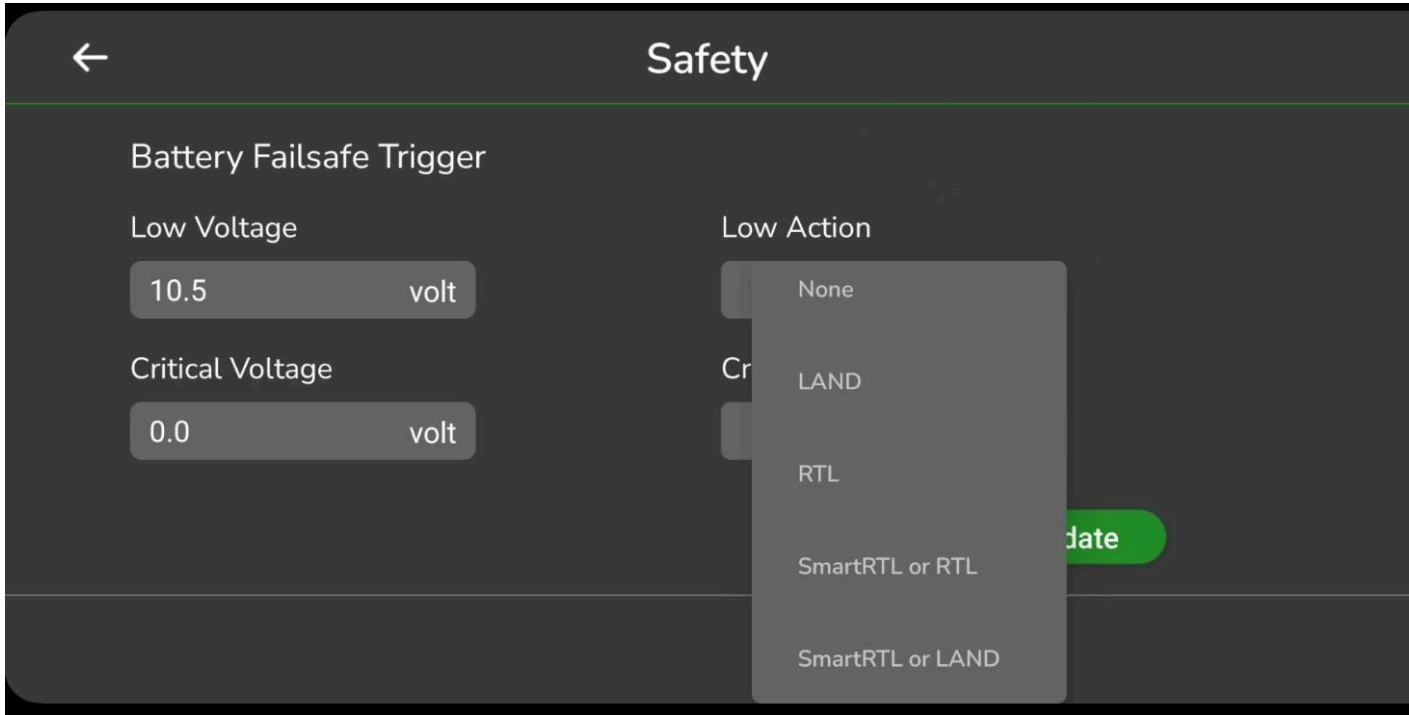 Safety
Battery Failsafe Trigger
Low Voltage
Low Action
10.5 volt
None
Critical Voltage
Cr
LAND
0.0 volt
RTL
date
SmartRTL or RTL
SmartRTL or LAND